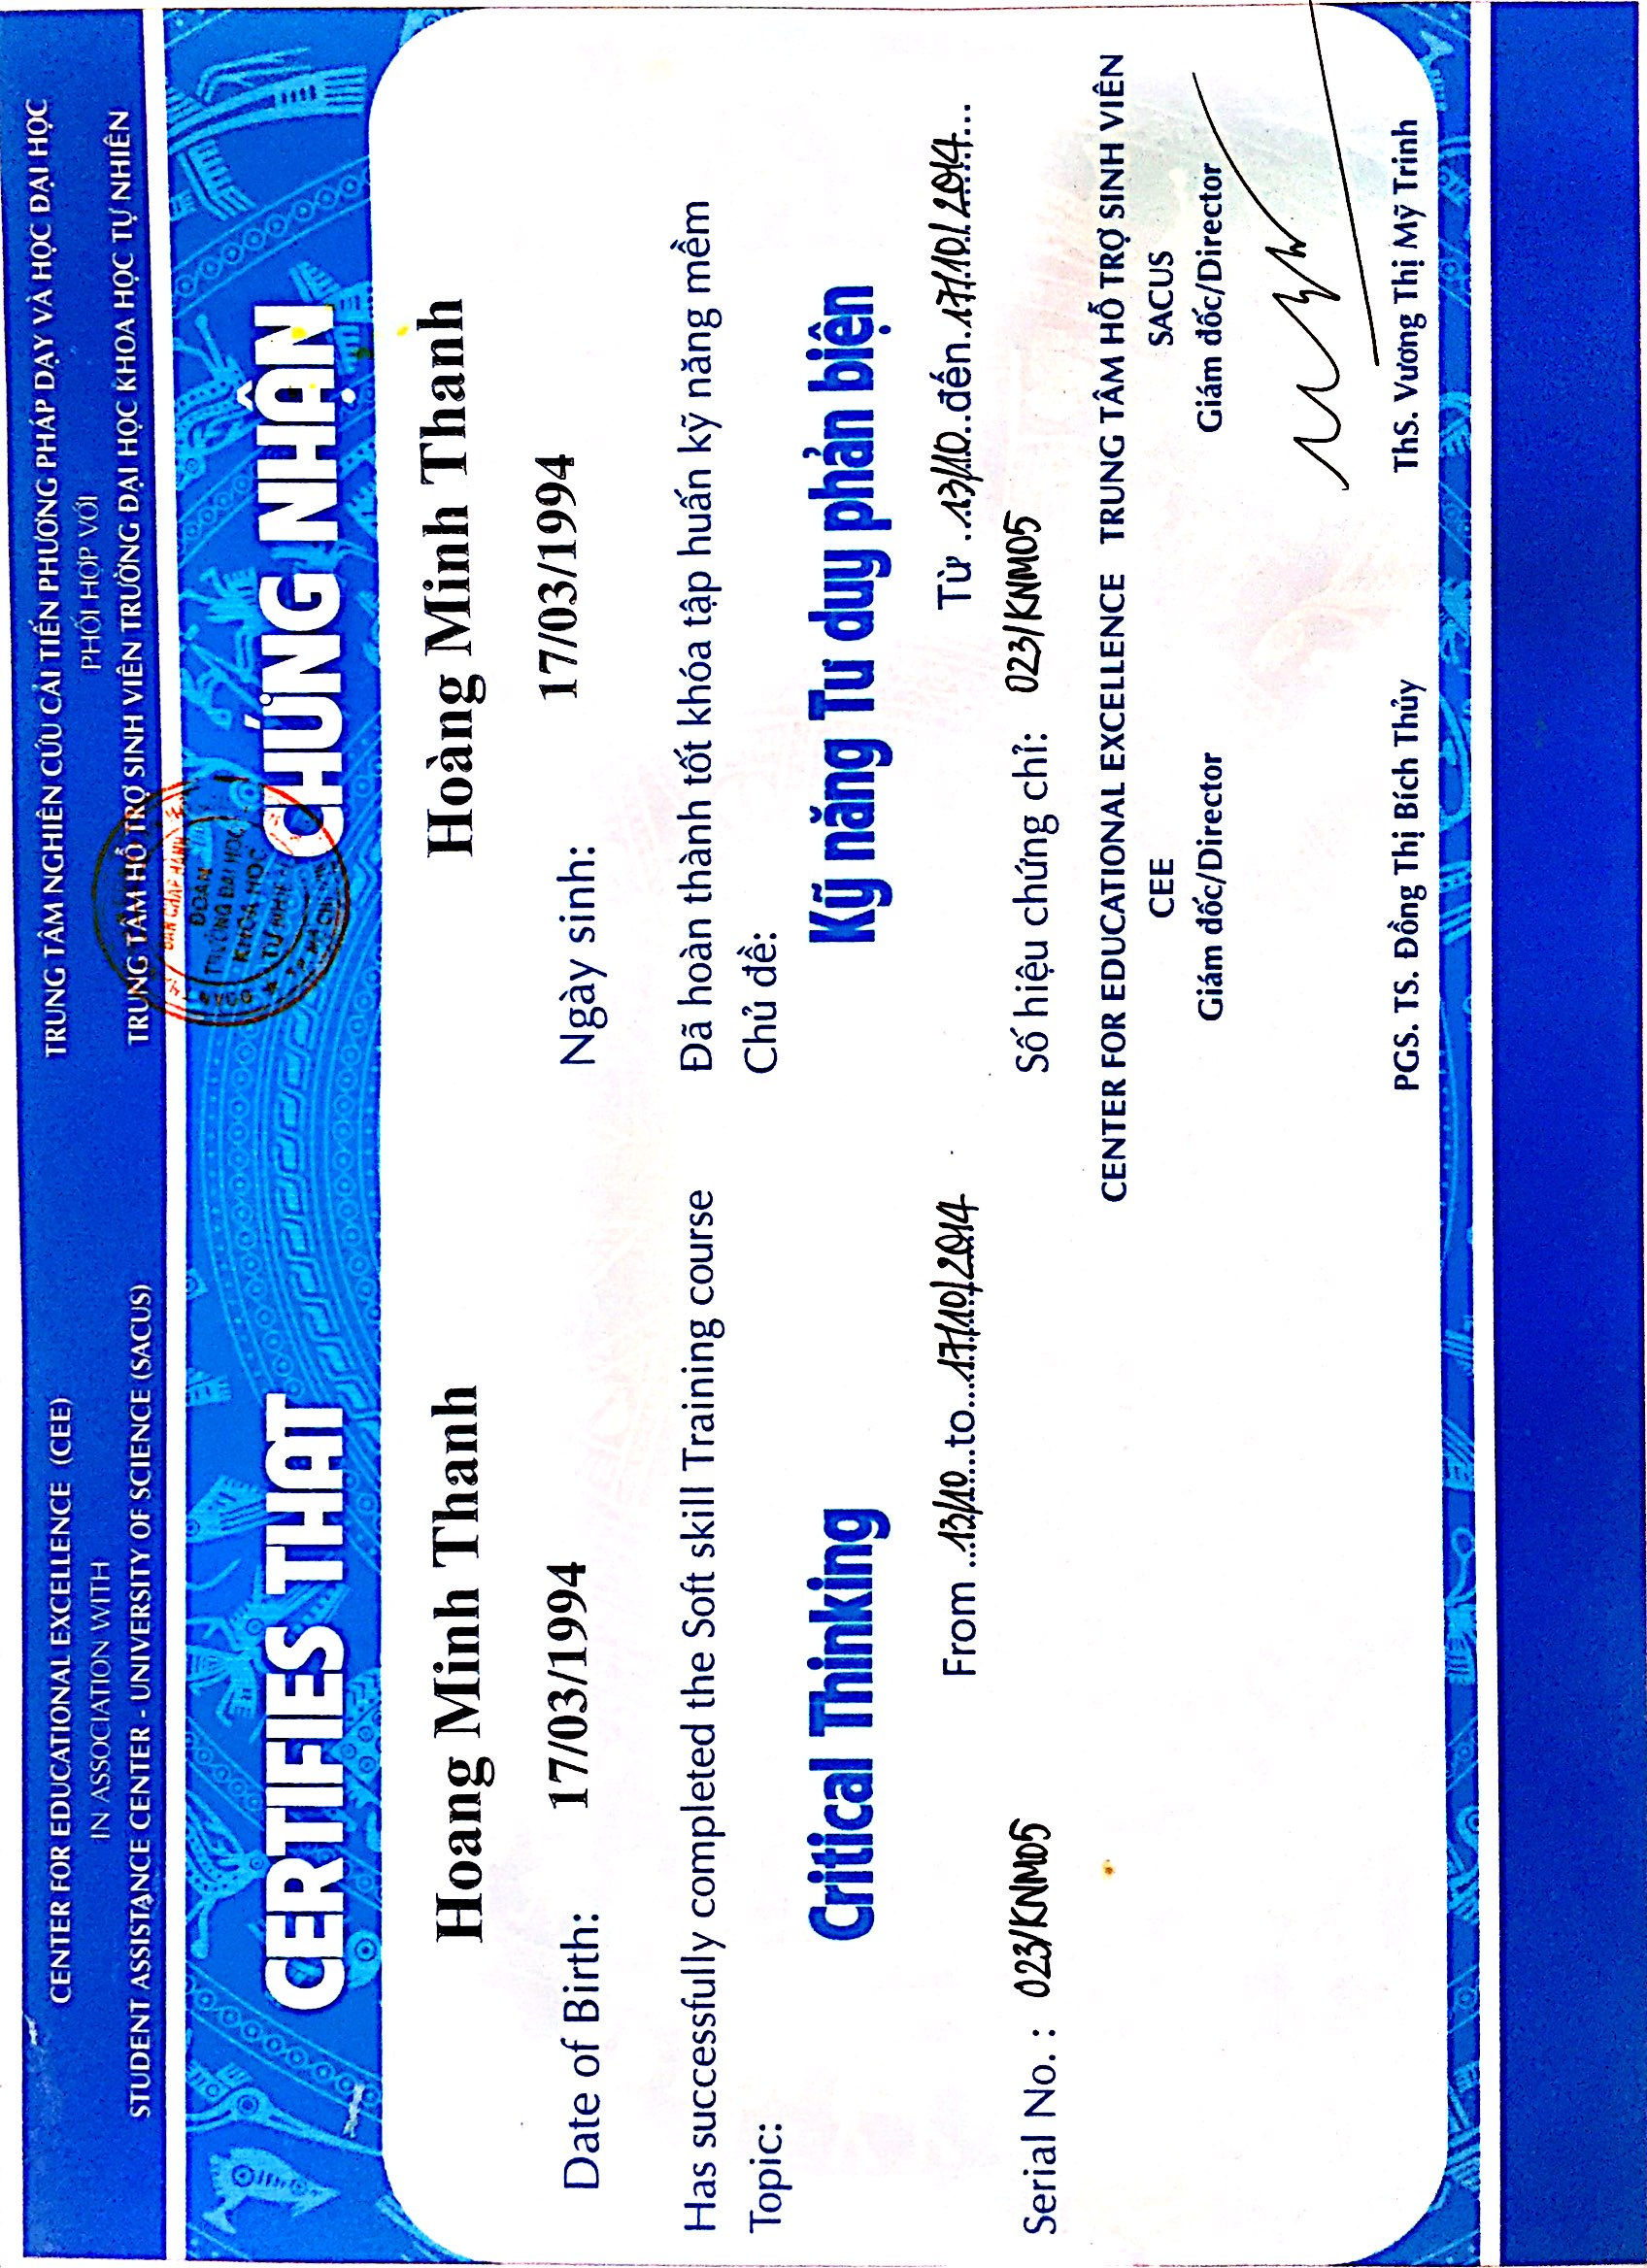 CENTER FOR EDUCATIONAL EXCELLENCE (CEE)
IN ASSOCIATION WITH
STUDENT ASSISTANCE CENTER - UNIVERSITY OF SCIENCE (SACUS)
TRUNG TÂM NGHIÊN CỨU CẢI TIẾN PHƯƠNG PHÁP DẠY VÀ HỌC ĐẠI HỌC
PHỐI HỢP VỚI
TRUNG TÂM HỖ TRỢ SINH VIÊN TRƯỜNG ĐẠI HỌC KHOA HỌC TỰ NHIÊN
BAN CHẤP HÀNH
ĐOÀN
TRƯỜNG ĐẠI HỌC
KHOA HỌC
TỰ NHIÊN
CERTIFIES THAT
Hoang Minh Thanh
Date of Birth: 17/03/1994
Has successfully completed the Soft skill Training course
Topic:
Critical Thinking
From ..13/10...to...17/10/2014
Serial No. : 023/KNM05
CHỨNG NHẬN
Hoàng Minh Thanh
Ngày sinh: 17/03/1994
Đã hoàn thành tốt khóa tập huấn kỹ năng mềm
Chủ đề:
Kỹ năng Tư duy phản biện
Từ ..13/10..đến.17/10/2014...
Số hiệu chứng chỉ: 023/KNM05
CENTER FOR EDUCATIONAL EXCELLENCE
CEE
Giám đốc/Director
PGS. TS. Đồng Thị Bích Thủy
TRUNG TÂM HỖ TRỢ SINH VIÊN
SACUS
Giám đốc/Director
ThS. Vương Thị Mỹ Trinh